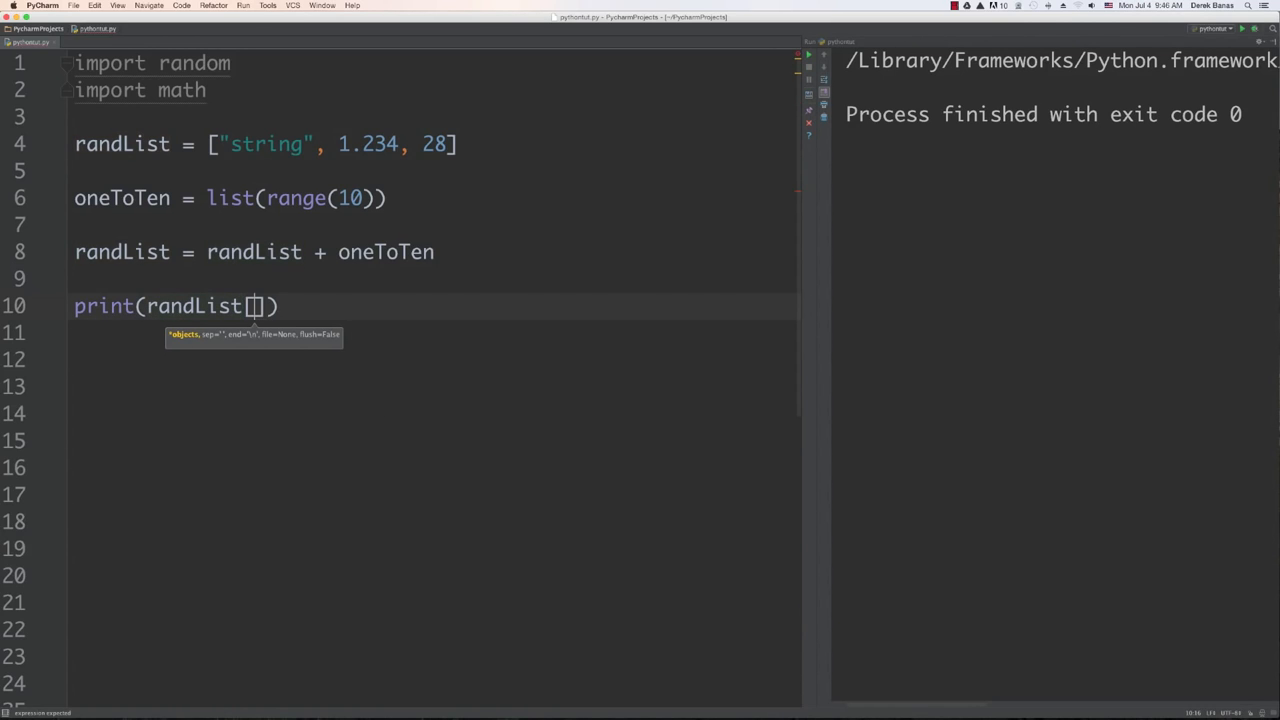 PyCharm File Edit View Navigate Code Refactor Run Tools VCS Window Help 10 Mon Jul 4 9:46 AM Derek Banas
pythontut.py - PycharmProjects - [~/PycharmProjects]
PycharmProjects pythontut.py pythontut
pythontut.py Run pythontut
1 import random
2 import math
3
4 randList = ["string", 1.234, 28]
5
6 oneToTen = list(range(10))
7
8 randList = randList + oneToTen
9
10 print(randList[])
*objects, sep='', end='\n', file=None, flush=False
11
12
13
14
15
16
17
18
19
20
21
22
23
24
25
/Library/Frameworks/Python.framework
Process finished with exit code 0
expression expected 10:16 LF÷ UTF-8÷